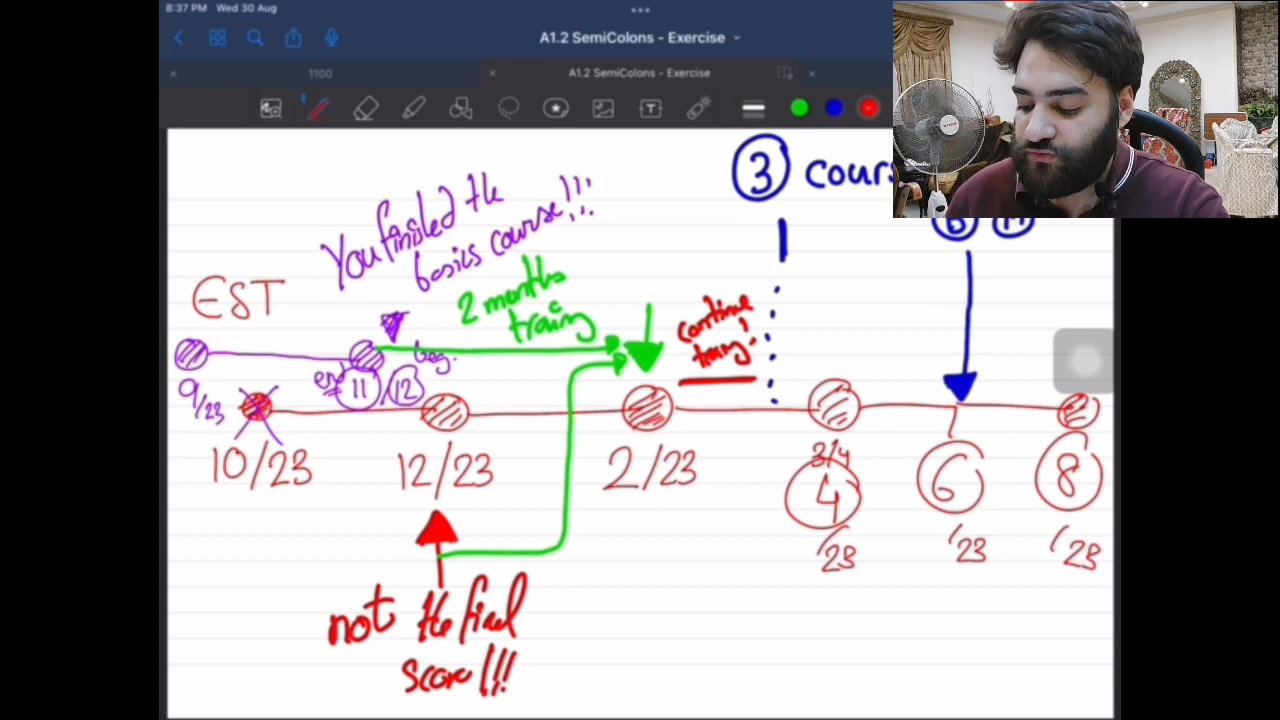 8:37 PM Wed 30 Aug
A1.2 SemiColons - Exercise
1100
A1.2 SemiColons - Exercise
T
3 cours
You finished the
basics course!!!
B M
EST
2 months
training
continue
beg.
end 11, 12
9/23
10/23
12/23
2/23
3/4
4
/23
6
/23
8
/23
not the final
score!!!